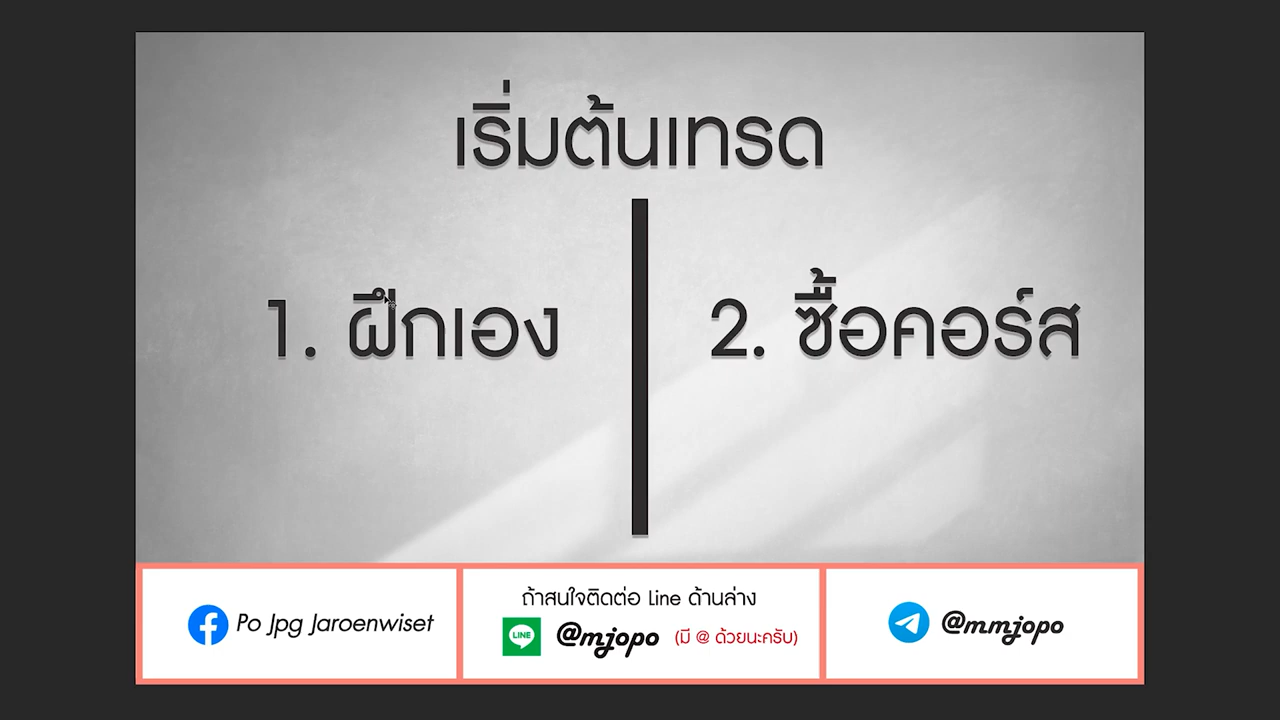 เริ่มต้นเทรด
1. ฝึกเอง
2. ซื้อคอร์ส
Po Jpg Jaroenwiset
ถ้าสนใจติดต่อ Line ด้านล่าง
LINE @mjopo (มี @ ด้วยนะครับ)
@mmjopo